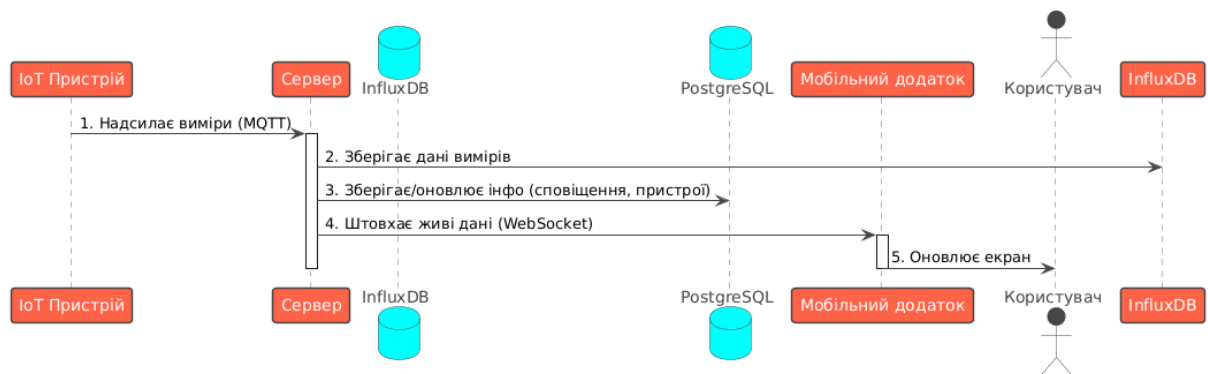 IoT Пристрій
Сервер
InfluxDB
PostgreSQL
Мобільний додаток
Користувач
InfluxDB
1. Надсилає виміри (MQTT)
2. Зберігає дані вимірів
3. Зберігає/оновлює інфо (сповіщення, пристрої)
4. Штовхає живі дані (WebSocket)
5. Оновлює екран
IoT Пристрій
Сервер
InfluxDB
PostgreSQL
Мобільний додаток
Користувач
InfluxDB